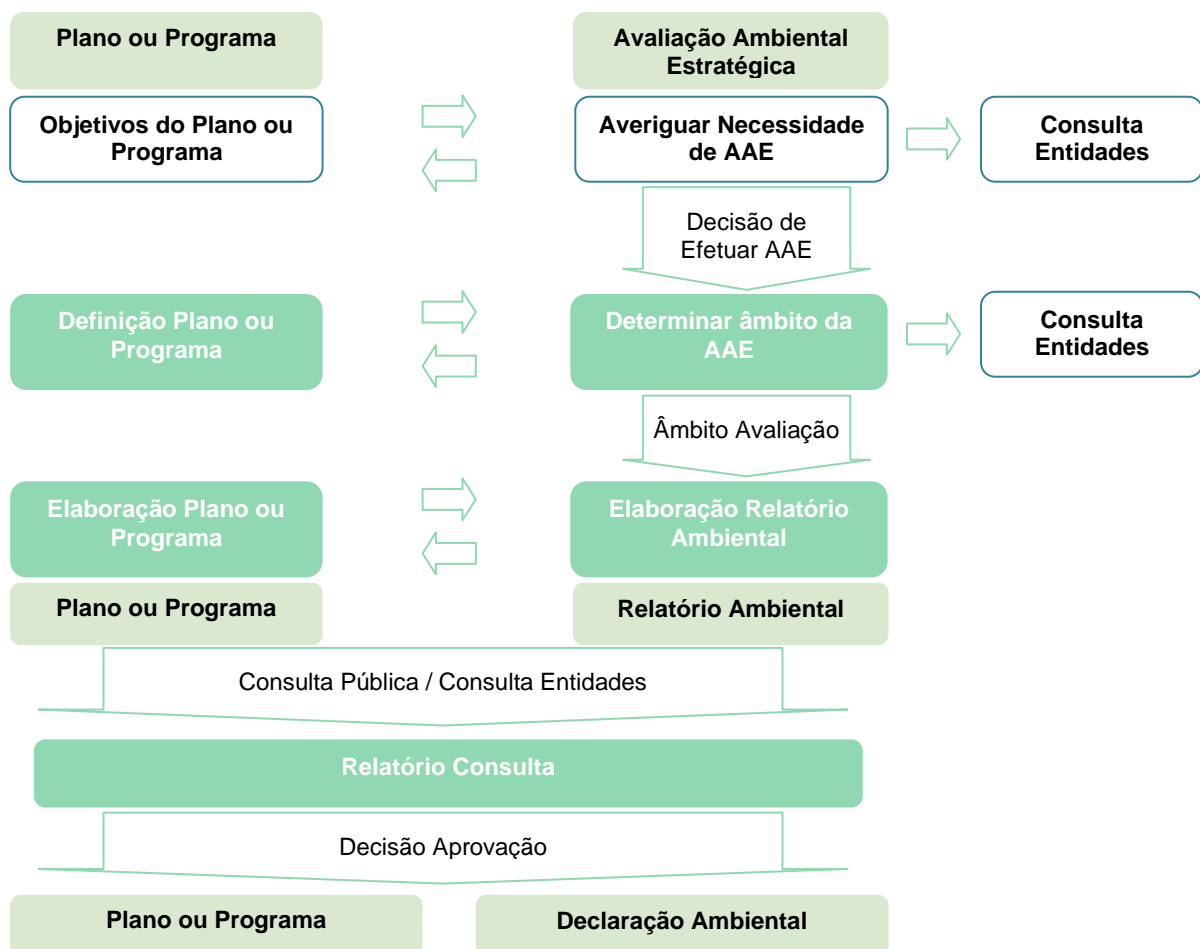 Plano ou Programa
Avaliação Ambiental
Estratégica
Objetivos do Plano ou
Programa
Averiguar Necessidade
de AAE
Consulta
Entidades
Decisão de
Efetuar AAE
Definição Plano ou
Programa
Determinar âmbito da
AAE
Consulta
Entidades
Âmbito Avaliação
Elaboração Plano ou
Programa
Elaboração Relatório
Ambiental
Plano ou Programa
Relatório Ambiental
Consulta Pública / Consulta Entidades
Relatório Consulta
Decisão Aprovação
Plano ou Programa
Declaração Ambiental